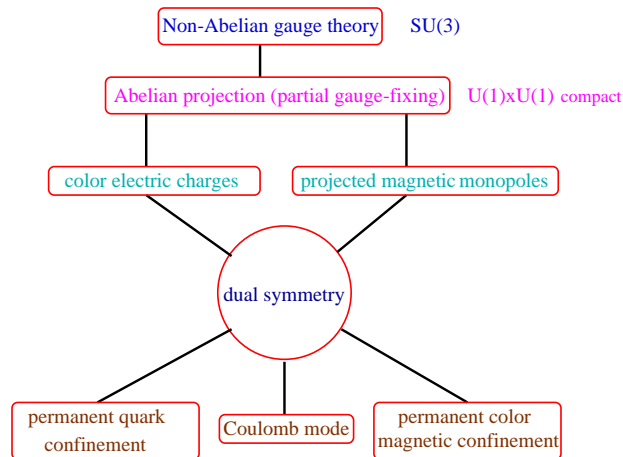 Non-Abelian gauge theory SU(3)
Abelian projection (partial gauge-fixing) U(1)xU(1) compact
color electric charges
projected magnetic monopoles
dual symmetry
permanent quark
confinement
Coulomb mode
permanent color
magnetic confinement